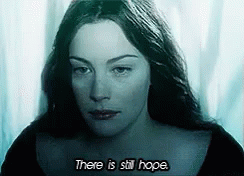 There is still hope.